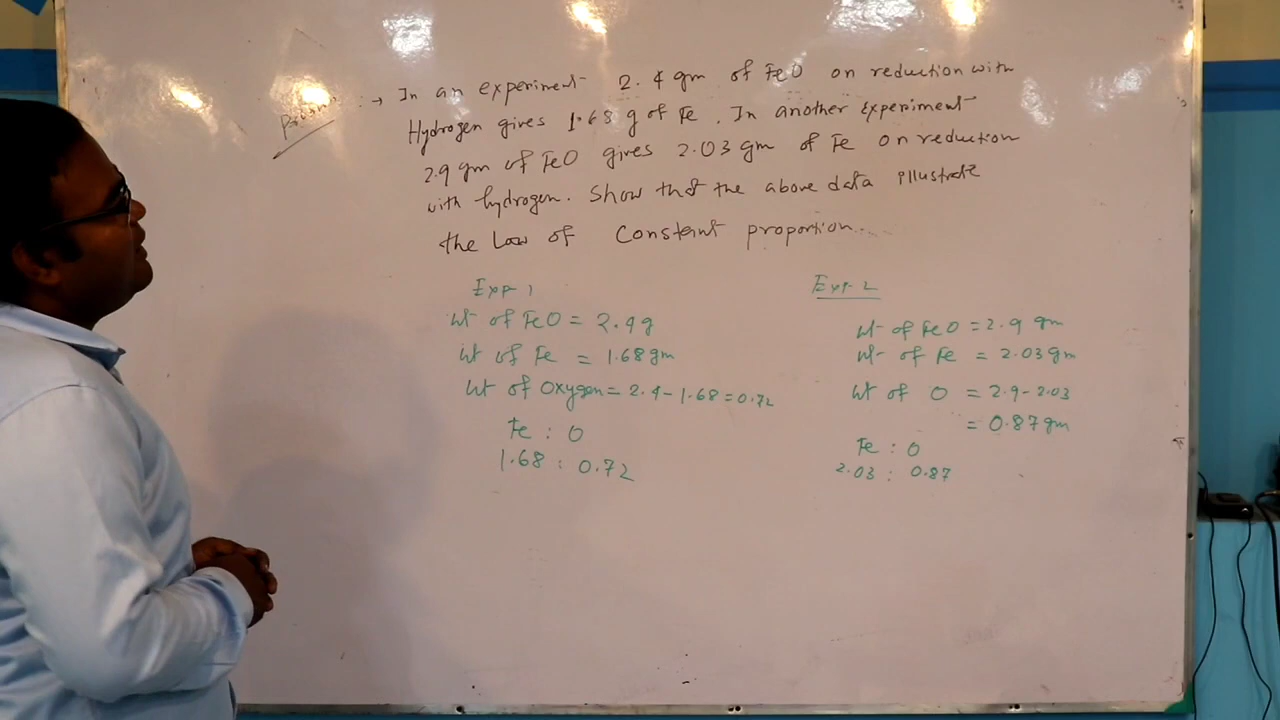 Problem : → In an experiment 2.4 gm of FeO on reduction with
Hydrogen gives 1.68 g of Fe. In another experiment
2.9 gm of FeO gives 2.03 gm of Fe on reduction
with hydrogen. Show that the above data illustrate
the Law of Constant proportion.
Exp 1
Wt of FeO = 2.4g
Wt of Fe = 1.68gm
Wt of Oxygen = 2.4 - 1.68 = 0.72
Fe : O
1.68 : 0.72
Exp 2
Wt of FeO = 2.9 gm
Wt of Fe = 2.03gm
Wt of O = 2.9 - 2.03
= 0.87gm
Fe : O
2.03 : 0.87